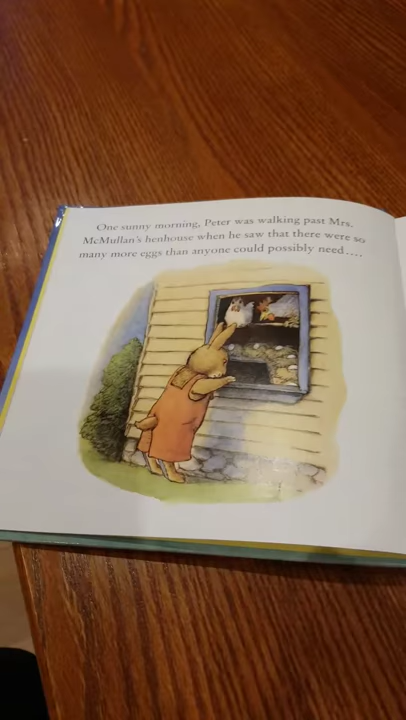 One sunny morning, Peter was walking past Mrs.
McMullan's henhouse when he saw that there were so
many more eggs than anyone could possibly need....